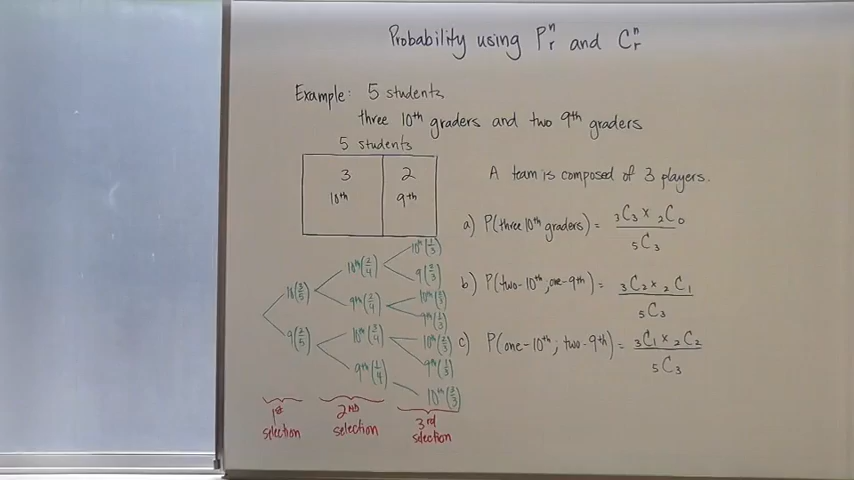 Probability using Pⁿᵣ and Cⁿᵣ
Example: 5 students
three 10th graders and two 9th graders
5 students
3 2
10th 9th
A team is composed of 3 players.
a) P(three 10th graders) = ₃C₃ × ₂C₀ / ₅C₃
b) P(two-10th; one-9th) = ₃C₂ × ₂C₁ / ₅C₃
c) P(one-10th; two-9th) = ₃C₁ × ₂C₂ / ₅C₃
10th(1/3)
10th(2/4)
9(2/3)
10(3/5)
10th(2/3)
9th(2/4)
9th(1/3)
10th(3/4)
9(2/5)
10th(2/3)
9th(1/3)
9th(1/4)
10th(3/3)
1st selection
2ND selection
3rd selection